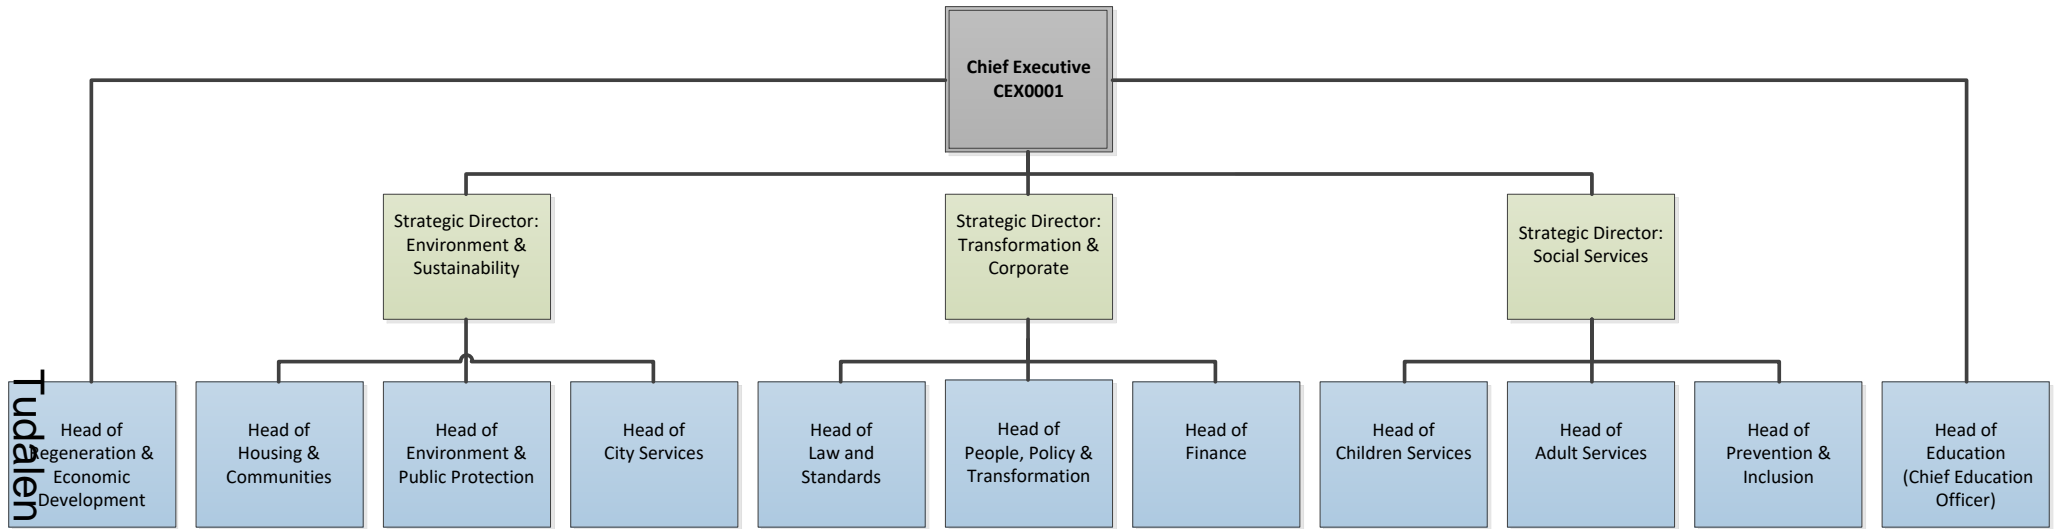 Chief Executive
CEX0001
Strategic Director:
Environment &
Sustainability
Strategic Director:
Transformation &
Corporate
Strategic Director:
Social Services
Tudalen
Head of
Regeneration &
Economic
Development
Head of
Housing &
Communities
Head of
Environment &
Public Protection
Head of
City Services
Head of
Law and
Standards
Head of
People, Policy &
Transformation
Head of
Finance
Head of
Children Services
Head of
Adult Services
Head of
Prevention &
Inclusion
Head of
Education
(Chief Education
Officer)